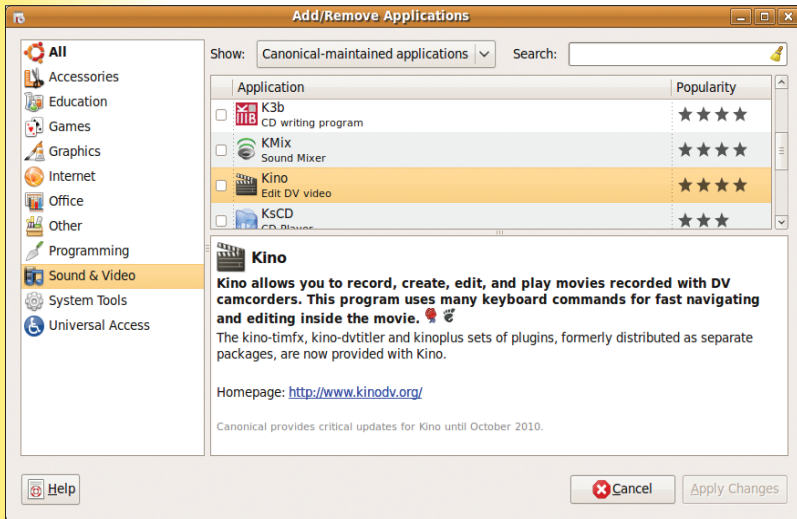 Add/Remove Applications
All
Accessories
Education
Games
Graphics
Internet
Office
Other
Programming
Sound & Video
System Tools
Universal Access
Show: Canonical-maintained applications Search:
Application Popularity
K3b
CD writing program
KMix
Sound Mixer
Kino
Edit DV video
KsCD
CD Player
Kino
Kino allows you to record, create, edit, and play movies recorded with DV
camcorders. This program uses many keyboard commands for fast navigating
and editing inside the movie.
The kino-timfx, kino-dvtitler and kinoplus sets of plugins, formerly distributed as separate
packages, are now provided with Kino.
Homepage: http://www.kinodv.org/
Canonical provides critical updates for Kino until October 2010.
Help Cancel Apply Changes